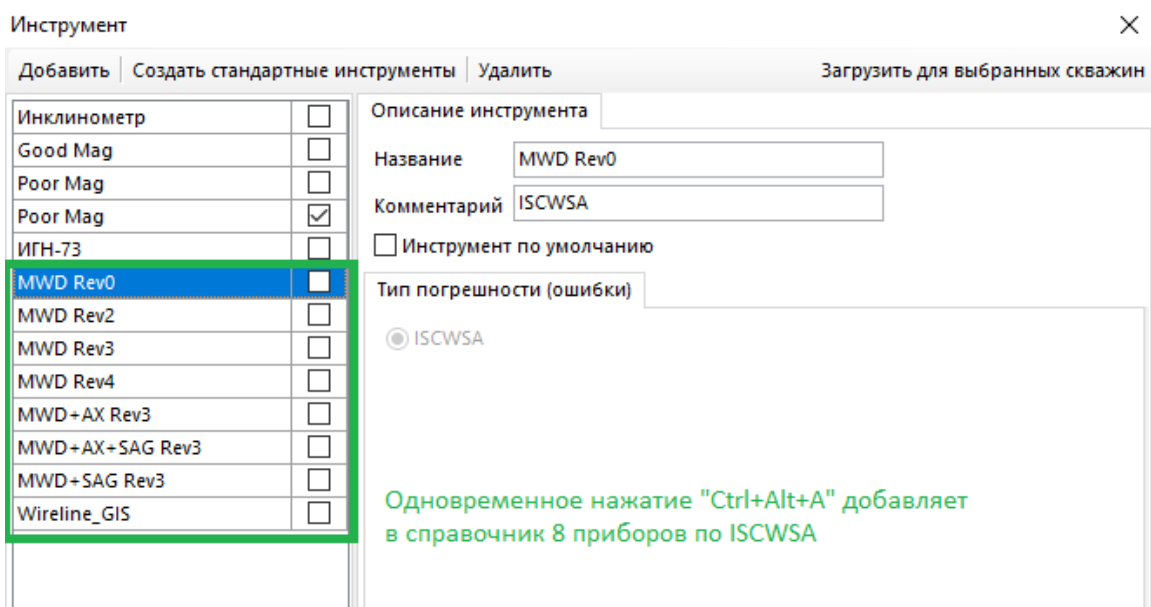 Инструмент
Добавить Создать стандартные инструменты Удалить Загрузить для выбранных скважин
Инклинометр
Good Mag
Poor Mag
Poor Mag
ИГН-73
MWD Rev0
MWD Rev2
MWD Rev3
MWD Rev4
MWD+AX Rev3
MWD+AX+SAG Rev3
MWD+SAG Rev3
Wireline_GIS
Описание инструмента
Название MWD Rev0
Комментарий ISCWSA
Инструмент по умолчанию
Тип погрешности (ошибки)
ISCWSA
Одновременное нажатие "Ctrl+Alt+A" добавляет
в справочник 8 приборов по ISCWSA